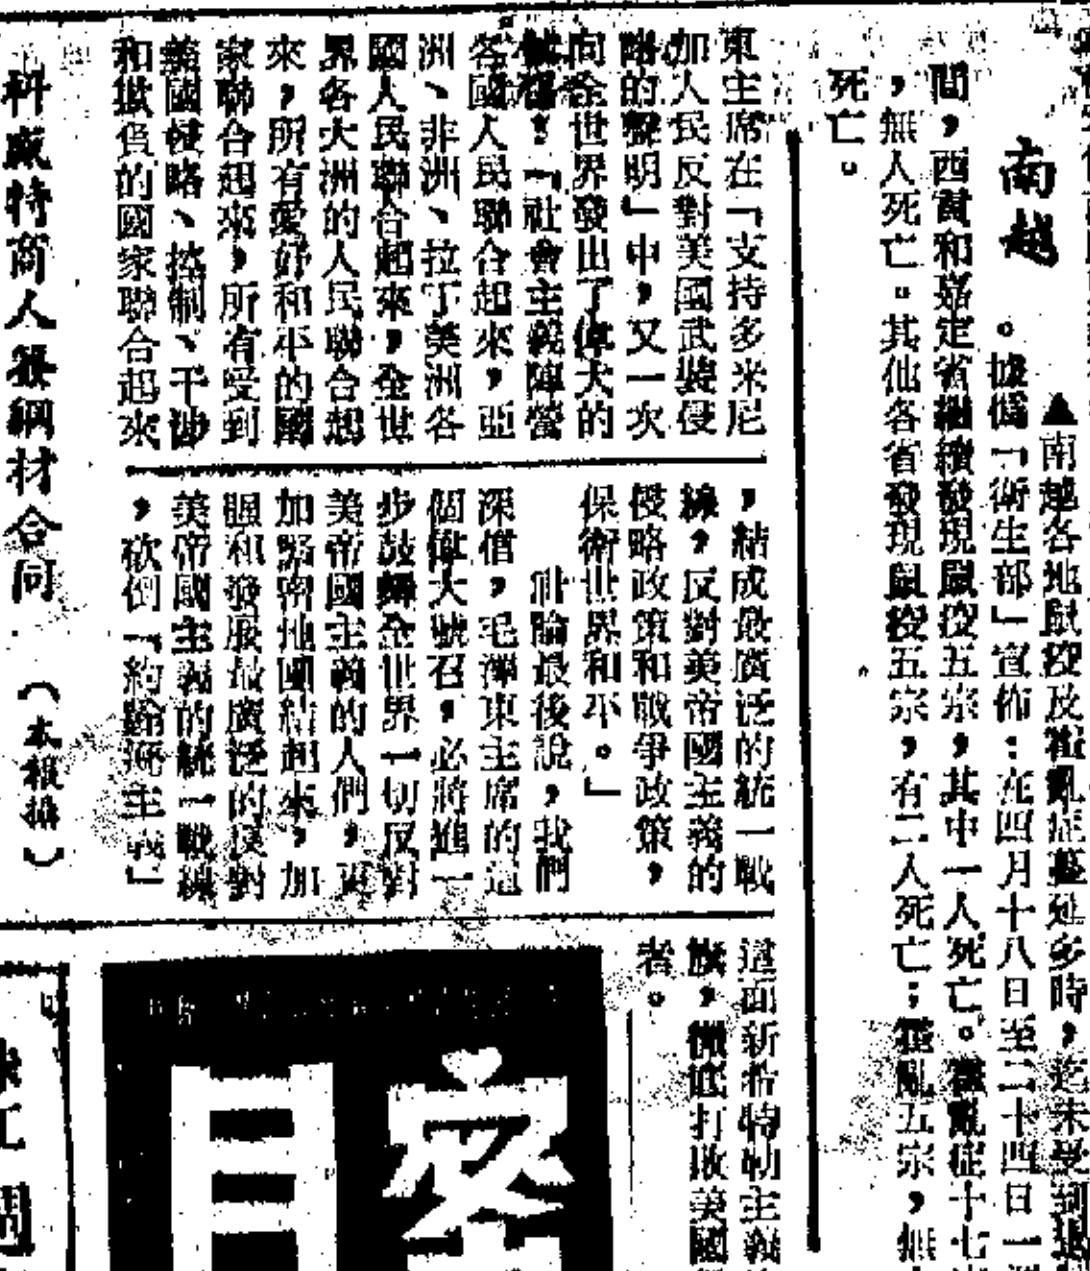 南越
▲南越各地鼠疫及霍亂症蔓延多時，迄未受到
。據僞「衛生部」宣佈：在四月十八日至二十四日一
間，西貢和嘉定省繼續發現鼠疫五宗，其中一人死亡。霍亂症十七
，無人死亡。其他各省發現鼠疫五宗，有二人死亡；霍亂五宗，無
死亡。
東主席在「支持多米尼
加人民反對美國武裝侵
略的聲明」中，又一次
向全世界發出了偉大的
號召：「社會主義陣營
各國人民聯合起來，亞
洲、非洲、拉丁美洲各
國人民聯合起來，全世
界各大洲的人民聯合起
來，所有愛好和平的國
家聯合起來，所有受到
美國侵略、控制、干涉
和欺負的國家聯合起來
，結成最廣泛的統一戰
線，反對美帝國主義的
侵略政策和戰爭政策，
保衛世界和平。」
社論最後說，我們
深信，毛澤東主席的這
個偉大號召，必將進一
步鼓舞全世界一切反對
美帝國主義的人們，更
加緊密地團結起來，加
强和發展最廣泛的反對
美帝國主義的統一戰線
，砍倒「約翰遜主義」
這面新希特勒主義
旗，徹底打敗美國
者。
科威特商人簽鋼材合同
（本報摘）
目